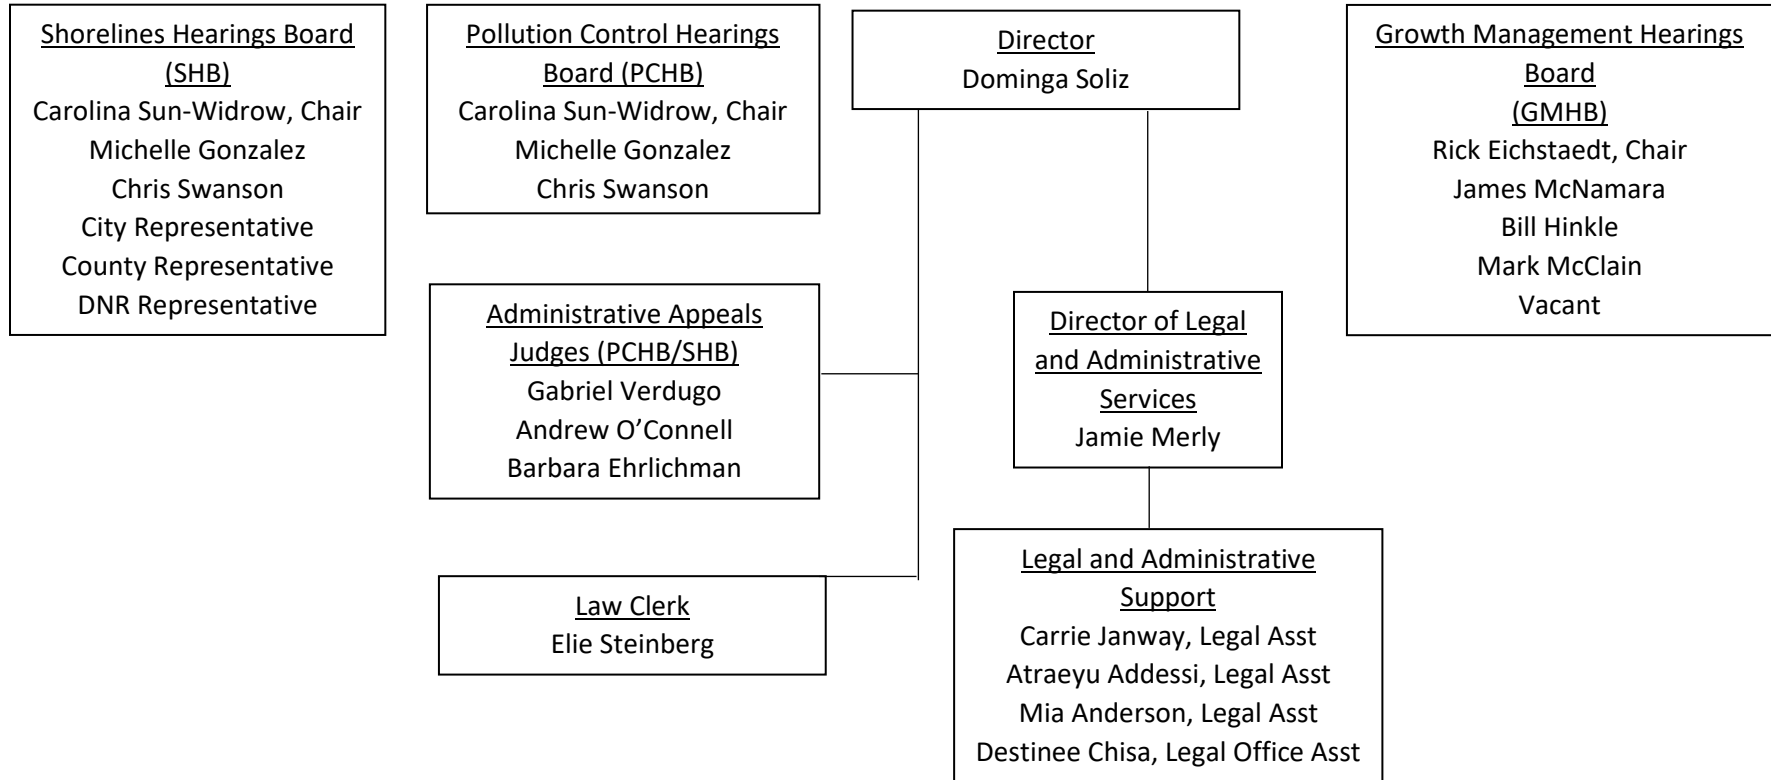 Shorelines Hearings Board
(SHB)
Carolina Sun-Widrow, Chair
Michelle Gonzalez
Chris Swanson
City Representative
County Representative
DNR Representative
Pollution Control Hearings
Board (PCHB)
Carolina Sun-Widrow, Chair
Michelle Gonzalez
Chris Swanson
Director
Dominga Soliz
Growth Management Hearings
Board
(GMHB)
Rick Eichstaedt, Chair
James McNamara
Bill Hinkle
Mark McClain
Vacant
Administrative Appeals
Judges (PCHB/SHB)
Gabriel Verdugo
Andrew O’Connell
Barbara Ehrlichman
Director of Legal
and Administrative
Services
Jamie Merly
Law Clerk
Elie Steinberg
Legal and Administrative
Support
Carrie Janway, Legal Asst
Atraeyu Addessi, Legal Asst
Mia Anderson, Legal Asst
Destinee Chisa, Legal Office Asst